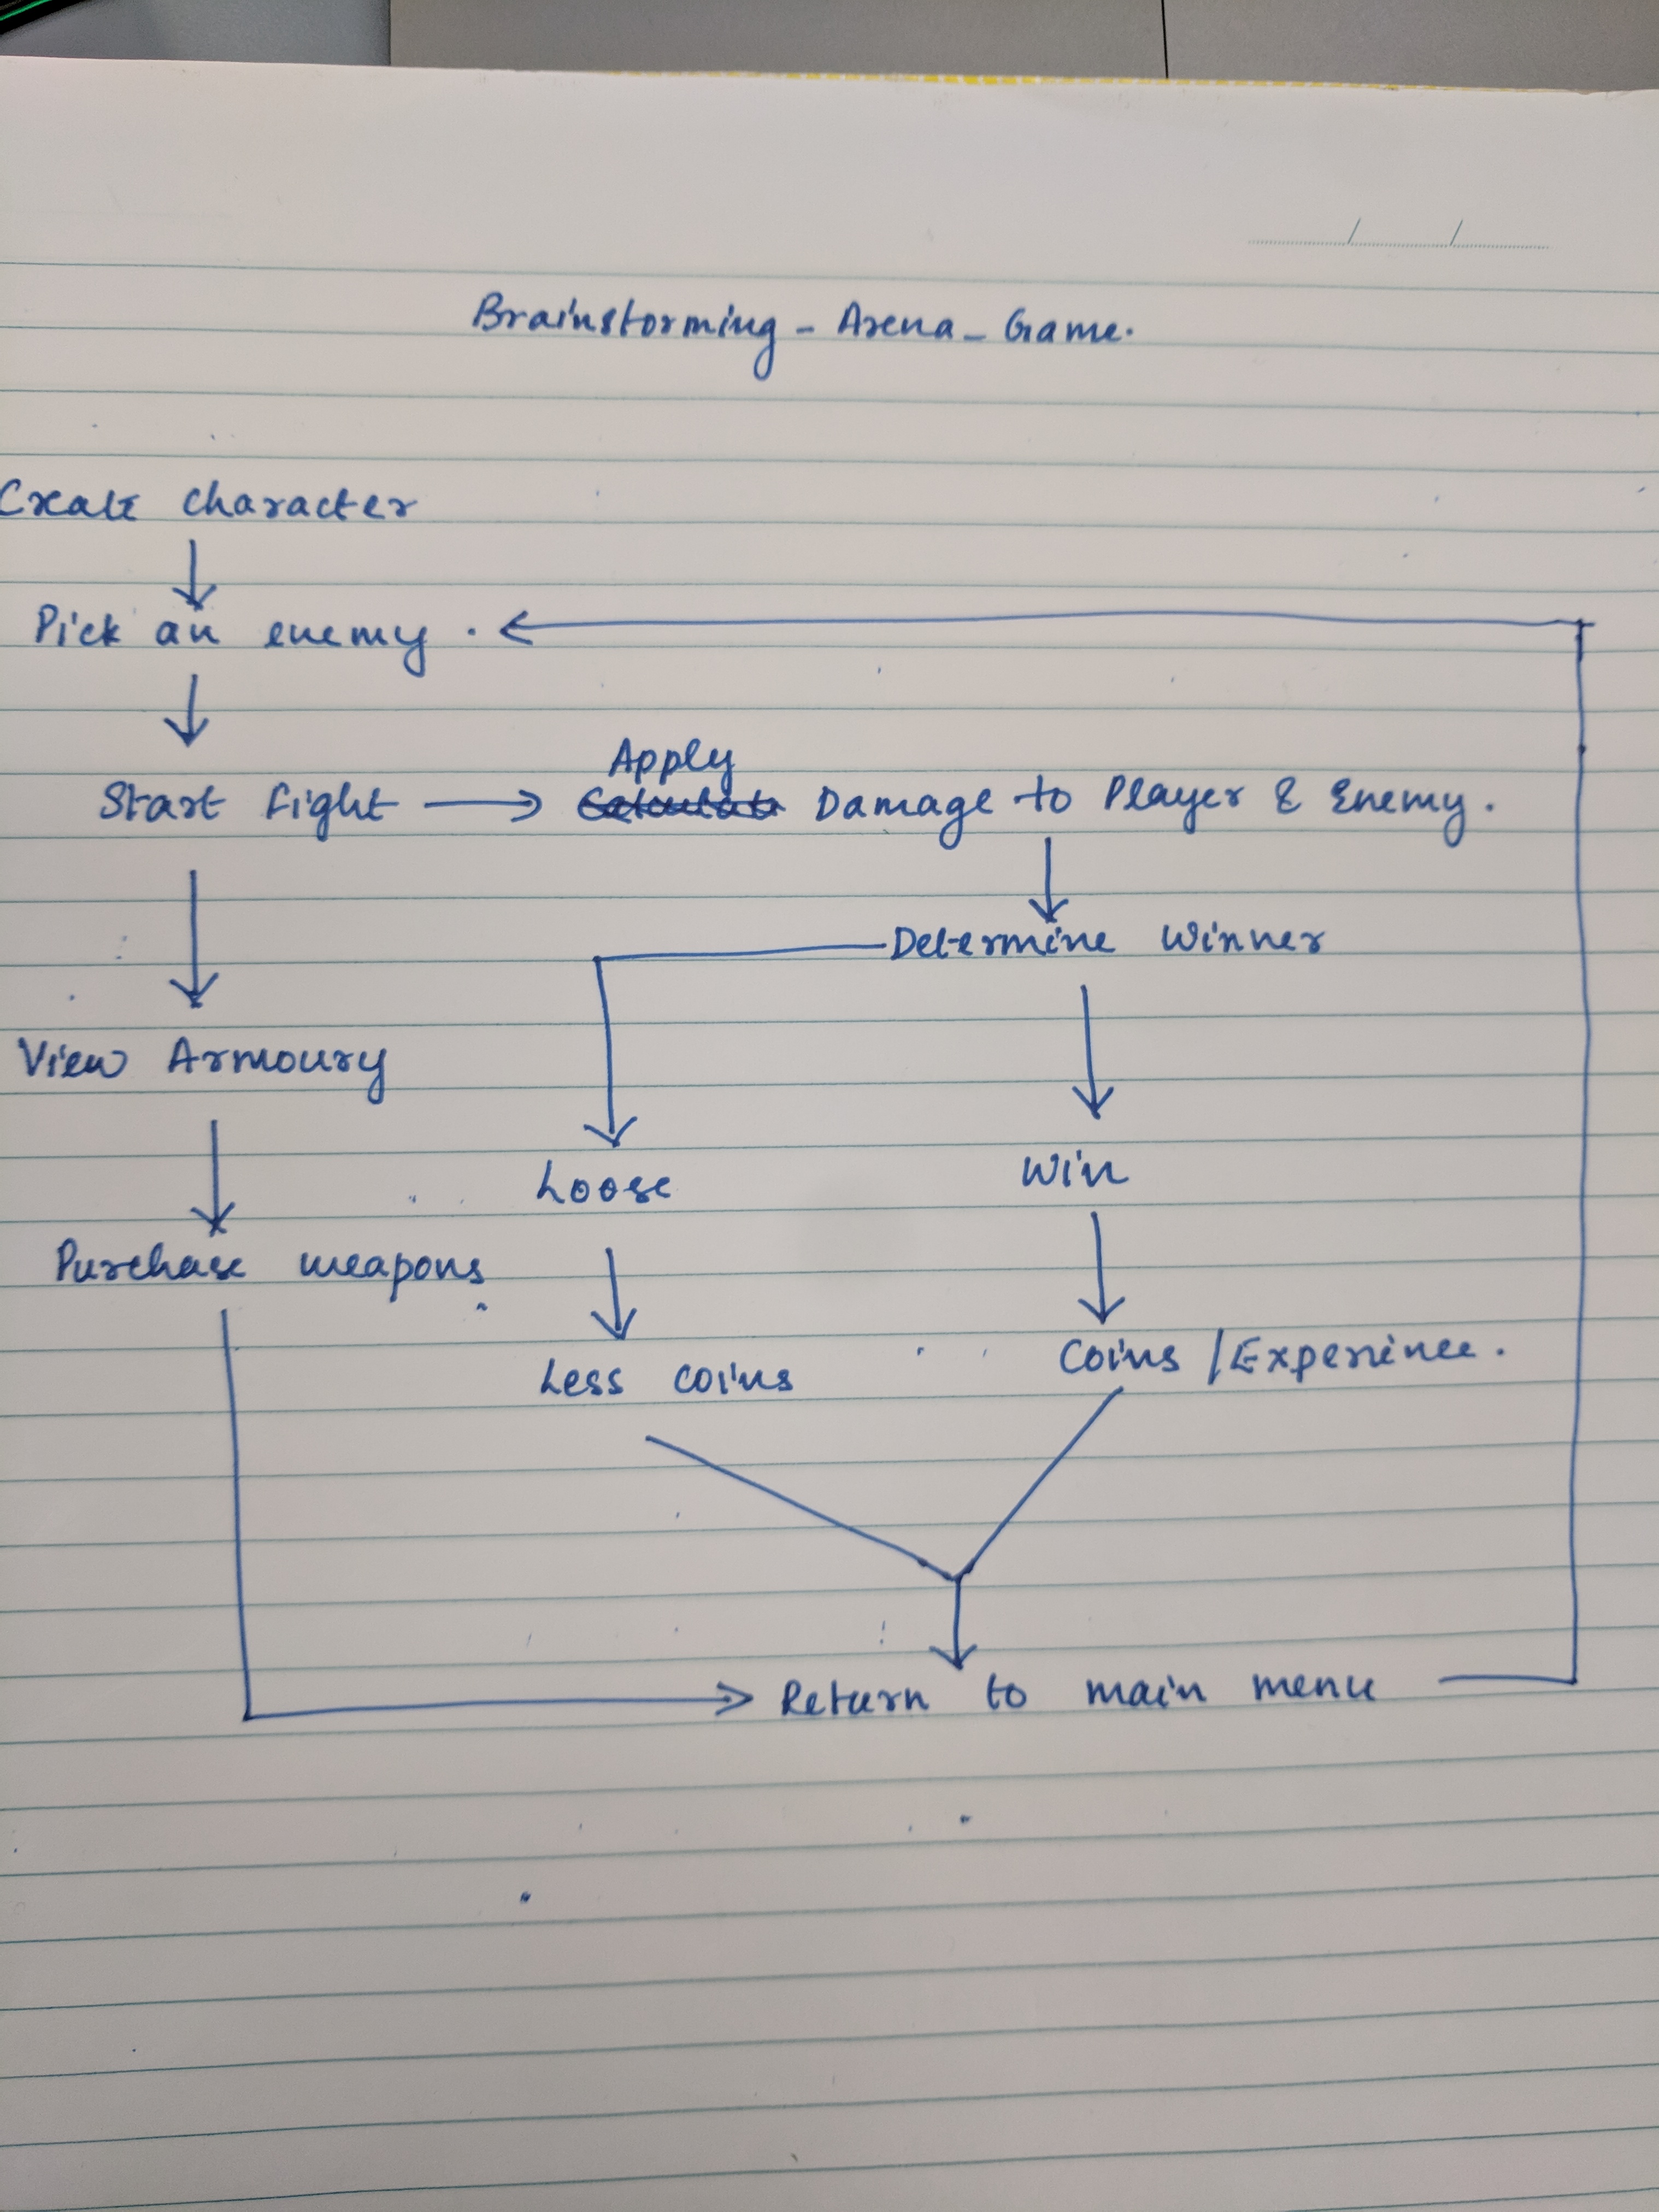 Brainstorming - Arena - Game.
Create character
Pick an enemy.
Apply
Start fight → Calculate Damage to Player & Enemy.
Determine Winner
View Armoury
Loose
Win
Purchase weapons
Less coins
Coins / Experience.
Return to main menu